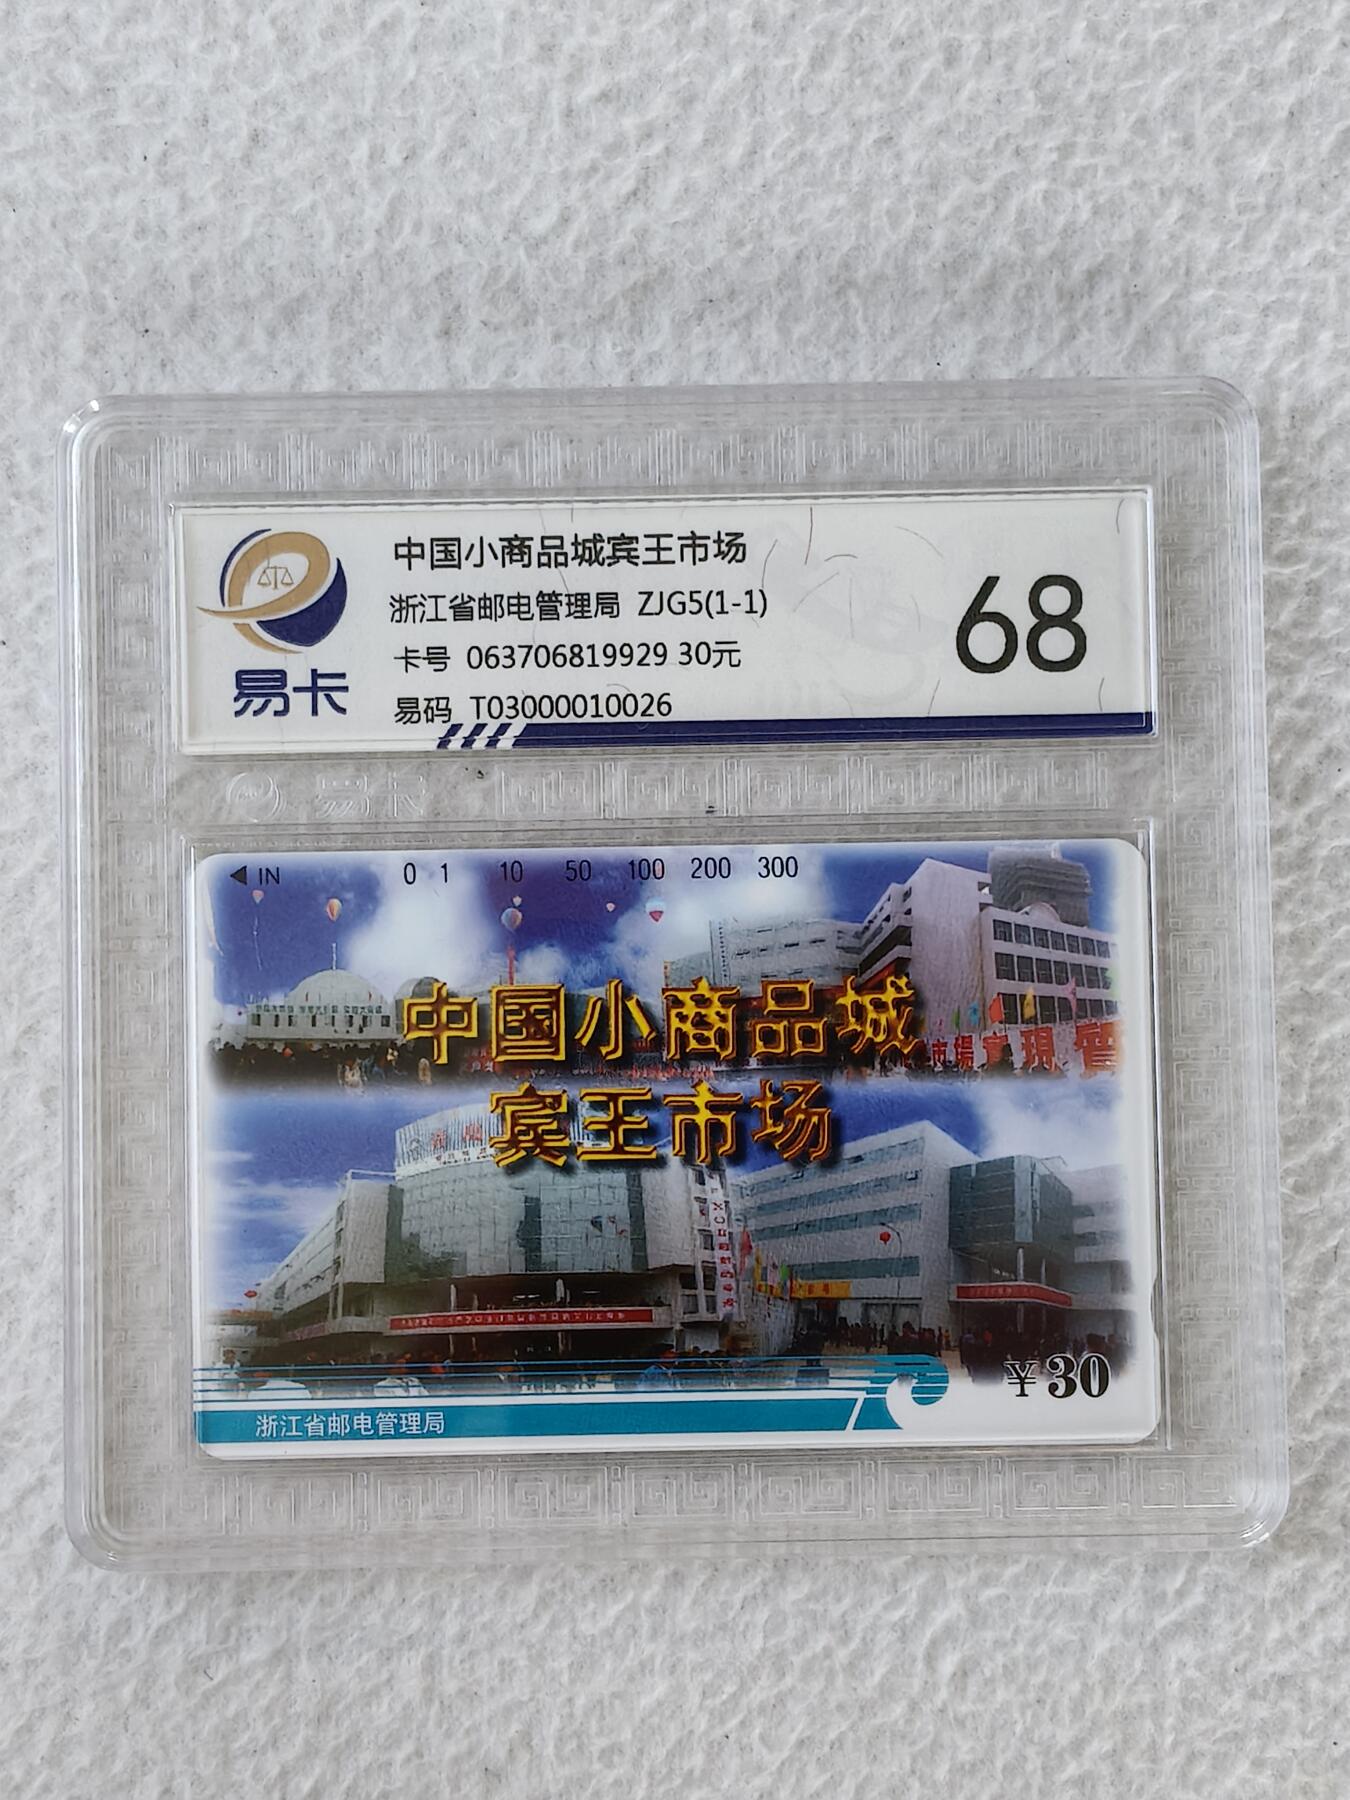 中国小商品城宾王市场
浙江省邮电管理局 ZJG5(1-1)
卡号 063706819929 30元
易码 T03000010026
68
易卡
易卡
◀ IN 0 1 10 50 100 200 300
中国小商品城
宾王市场
市場
¥30
浙江省邮电管理局